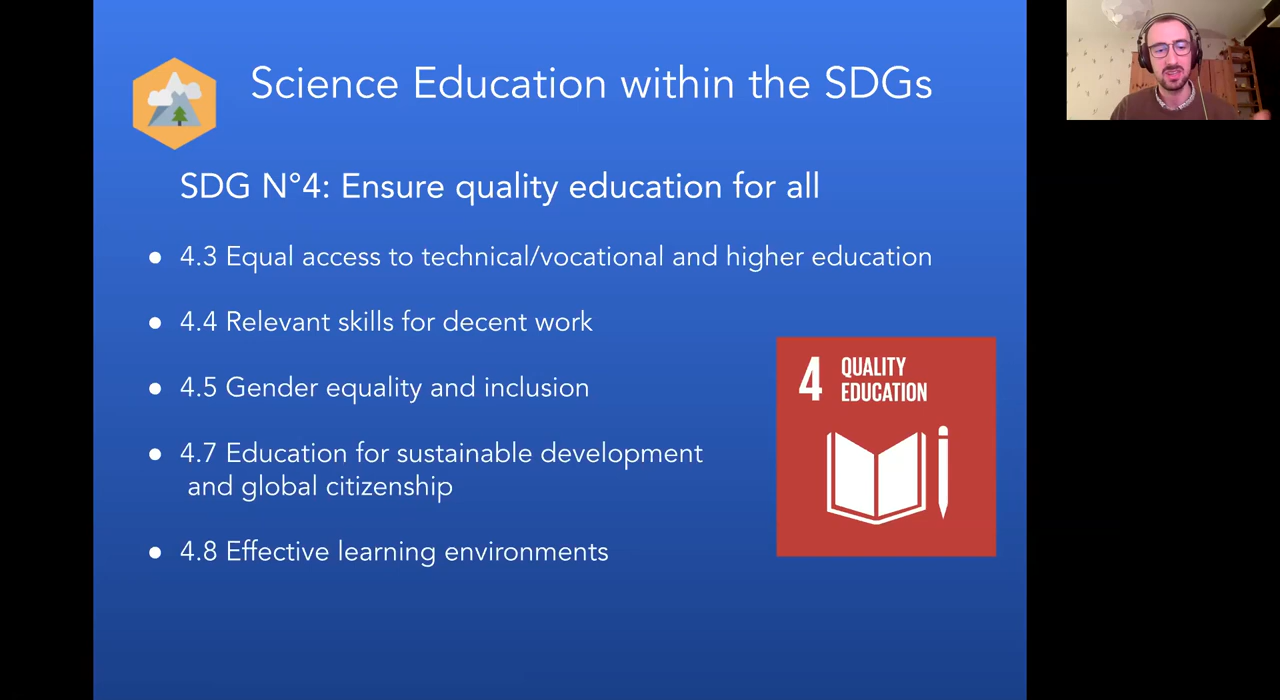 Science Education within the SDGs
SDG N°4: Ensure quality education for all
● 4.3 Equal access to technical/vocational and higher education
● 4.4 Relevant skills for decent work
● 4.5 Gender equality and inclusion
● 4.7 Education for sustainable development
and global citizenship
● 4.8 Effective learning environments
4 QUALITY
EDUCATION